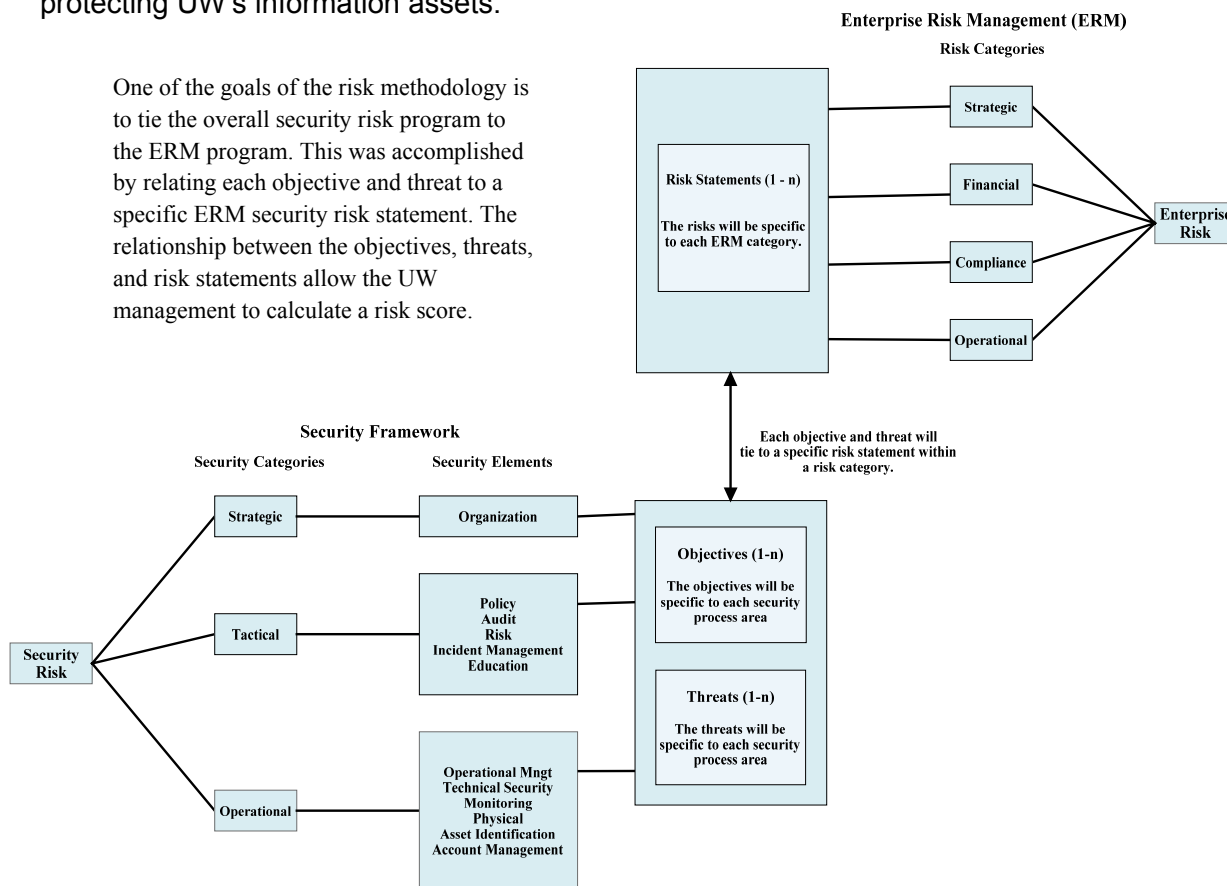 protecting UW's information assets.
One of the goals of the risk methodology is
to tie the overall security risk program to
the ERM program. This was accomplished
by relating each objective and threat to a
specific ERM security risk statement. The
relationship between the objectives, threats,
and risk statements allow the UW
management to calculate a risk score.
Enterprise Risk Management (ERM)
Risk Categories
Risk Statements (1 - n)
The risks will be specific
to each ERM category.
Strategic
Financial
Compliance
Operational
Enterprise
Risk
Each objective and threat will
tie to a specific risk statement within
a risk category.
Security Framework
Security Categories
Security Elements
Security
Risk
Strategic
Tactical
Operational
Organization
Policy
Audit
Risk
Incident Management
Education
Operational Mngt
Technical Security
Monitoring
Physical
Asset Identification
Account Management
Objectives (1-n)
The objectives will be
specific to each security
process area
Threats (1-n)
The threats will be
specific to each security
process area